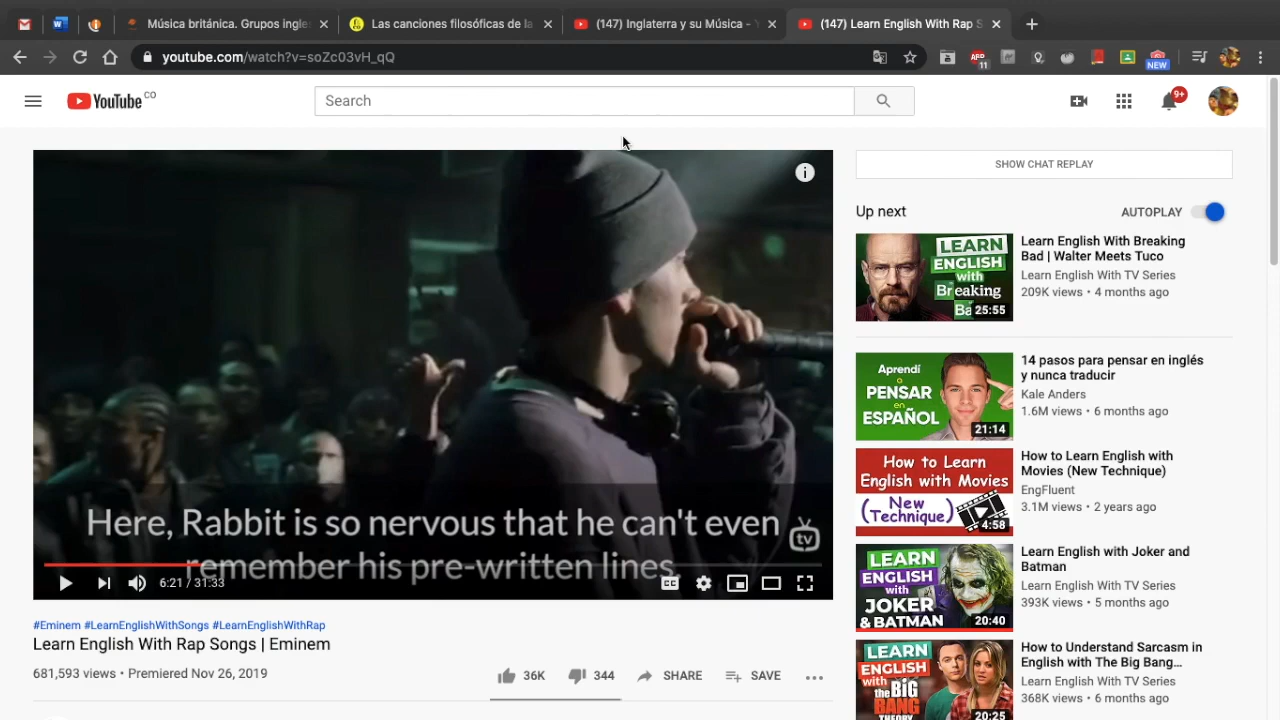 Música británica. Grupos ingle
Las canciones filosóficas de la
(147) Inglaterra y su Música - Y
(147) Learn English With Rap S
youtube.com/watch?v=soZc03vH_qQ
ABP
11
NEW
YouTube CO
Search
9+
SHOW CHAT REPLAY
Up next
AUTOPLAY
Here, Rabbit is so nervous that he can't even
remember his pre-written lines.
tv
6:21 / 31:33
CC
#Eminem #LearnEnglishWithSongs #LearnEnglishWithRap
Learn English With Rap Songs | Eminem
681,593 views • Premiered Nov 26, 2019
36K
344
SHARE
SAVE
LEARN
ENGLISH
with
Breaking
Ba
25:55
Learn English With Breaking
Bad | Walter Meets Tuco
Learn English With TV Series
209K views • 4 months ago
Aprendí
a
PENSAR
en
ESPAÑOL
21:14
14 pasos para pensar en inglés
y nunca traducir
Kale Anders
1.6M views • 6 months ago
How to Learn
English with Movies
(New
Technique)
4:58
How to Learn English with
Movies (New Technique)
EngFluent
3.1M views • 2 years ago
LEARN
ENGLISH
with
JOKER
& BATMAN
20:40
Learn English with Joker and
Batman
Learn English With TV Series
393K views • 5 months ago
LEARN
ENGLISH
with
the BIG
BANG
THEORY
20:25
How to Understand Sarcasm in
English with The Big Bang...
Learn English With TV Series
368K views • 6 months ago